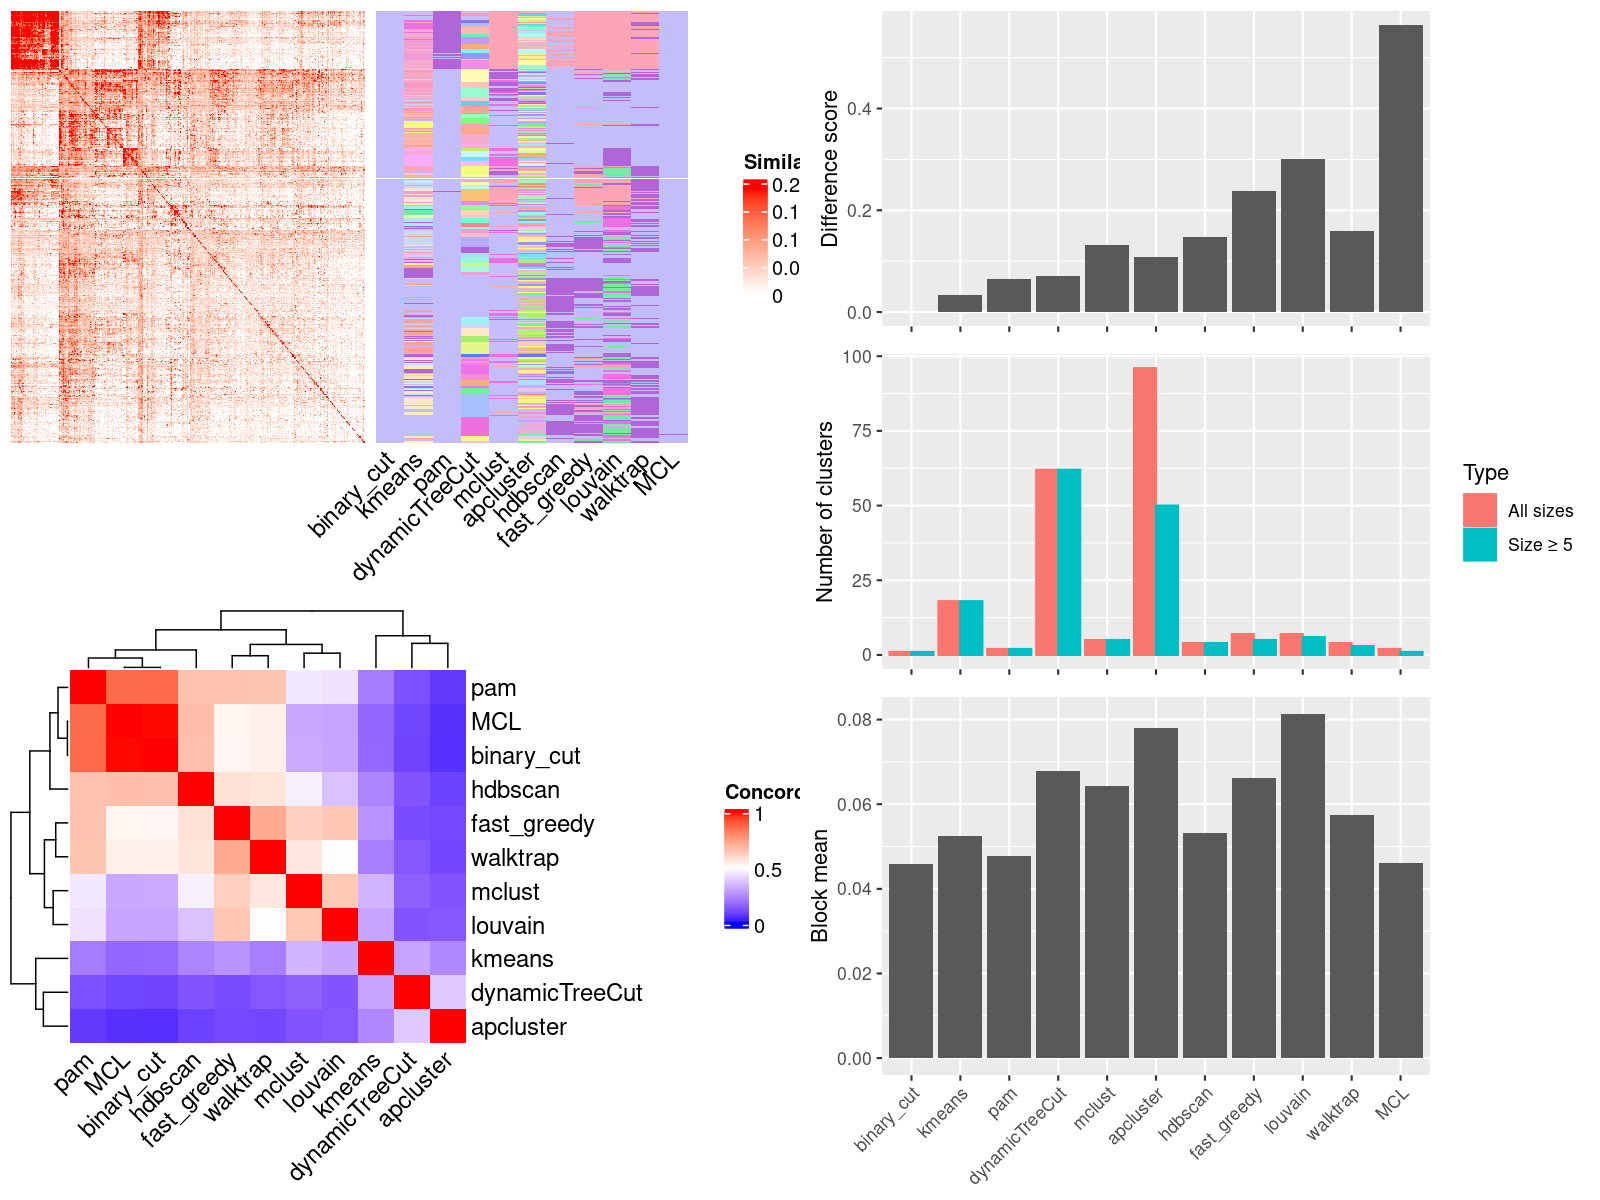 Simila
0.2
0.1
0.1
0.0
0
binary_cut
kmeans
pam
dynamicTreeCut
mclust
apcluster
hdbscan
fast_greedy
louvain
walktrap
MCL
pam
MCL
binary_cut
hdbscan
fast_greedy
walktrap
mclust
louvain
kmeans
dynamicTreeCut
apcluster
Concord
1
0.5
0
pam
MCL
binary_cut
hdbscan
fast_greedy
walktrap
mclust
louvain
kmeans
dynamicTreeCut
apcluster
Difference score
0.4
0.2
0.0
Number of clusters
100
75
50
25
0
Type
All sizes
Size ≥ 5
Block mean
0.08
0.06
0.04
0.02
0.00
binary_cut
kmeans
pam
dynamicTreeCut
mclust
apcluster
hdbscan
fast_greedy
louvain
walktrap
MCL